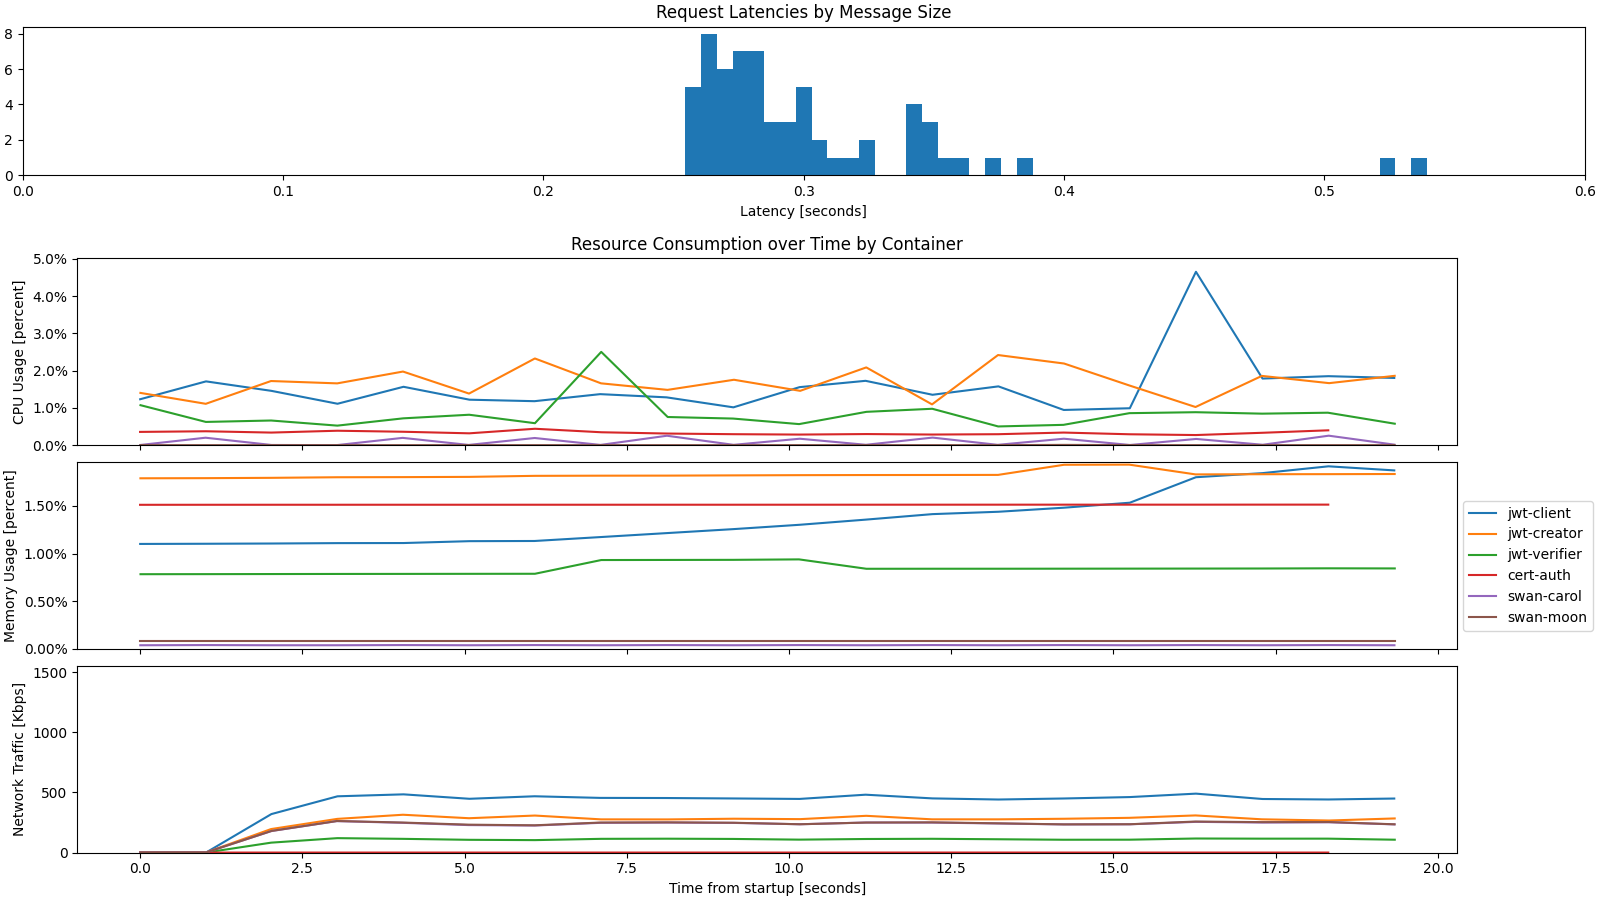 Request Latencies by Message Size
8
6
4
2
0
0.0 0.1 0.2 0.3 0.4 0.5 0.6
Latency [seconds]
Resource Consumption over Time by Container
CPU Usage [percent]
5.0%
4.0%
3.0%
2.0%
1.0%
0.0%
Memory Usage [percent]
1.50%
1.00%
0.50%
0.00%
jwt-client
jwt-creator
jwt-verifier
cert-auth
swan-carol
swan-moon
Network Traffic [Kbps]
1500
1000
500
0
0.0 2.5 5.0 7.5 10.0 12.5 15.0 17.5 20.0
Time from startup [seconds]